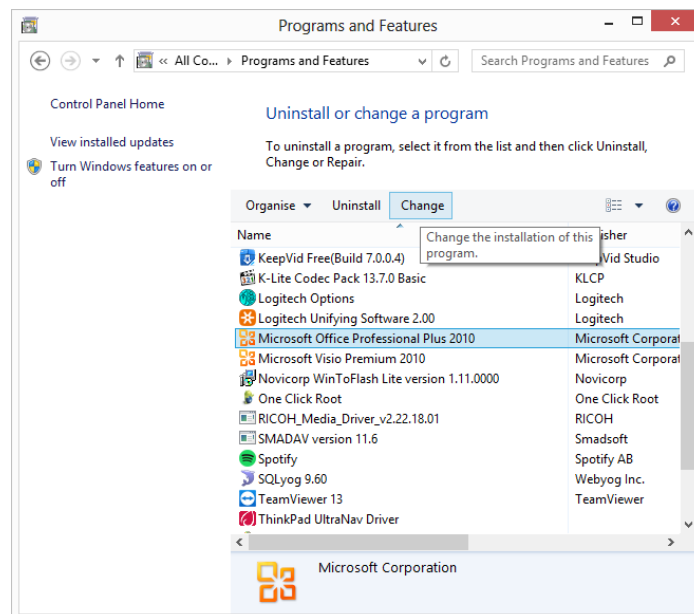 Programs and Features
« All Co... Programs and Features
Search Programs and Features
Control Panel Home
View installed updates
Turn Windows features on or
off
Uninstall or change a program
To uninstall a program, select it from the list and then click Uninstall,
Change or Repair.
Organise Uninstall Change
Name
Change the installation of this
program.
KeepVid Free(Build 7.0.0.4) Vid Studio
K-Lite Codec Pack 13.7.0 Basic KLCP
Logitech Options Logitech
Logitech Unifying Software 2.00 Logitech
Microsoft Office Professional Plus 2010 Microsoft Corporat
Microsoft Visio Premium 2010 Microsoft Corporat
Novicorp WinToFlash Lite version 1.11.0000 Novicorp
One Click Root One Click Root
RICOH_Media_Driver_v2.22.18.01 RICOH
SMADAV version 11.6 Smadsoft
Spotify Spotify AB
SQLyog 9.60 Webyog Inc.
TeamViewer 13 TeamViewer
ThinkPad UltraNav Driver
Microsoft Corporation